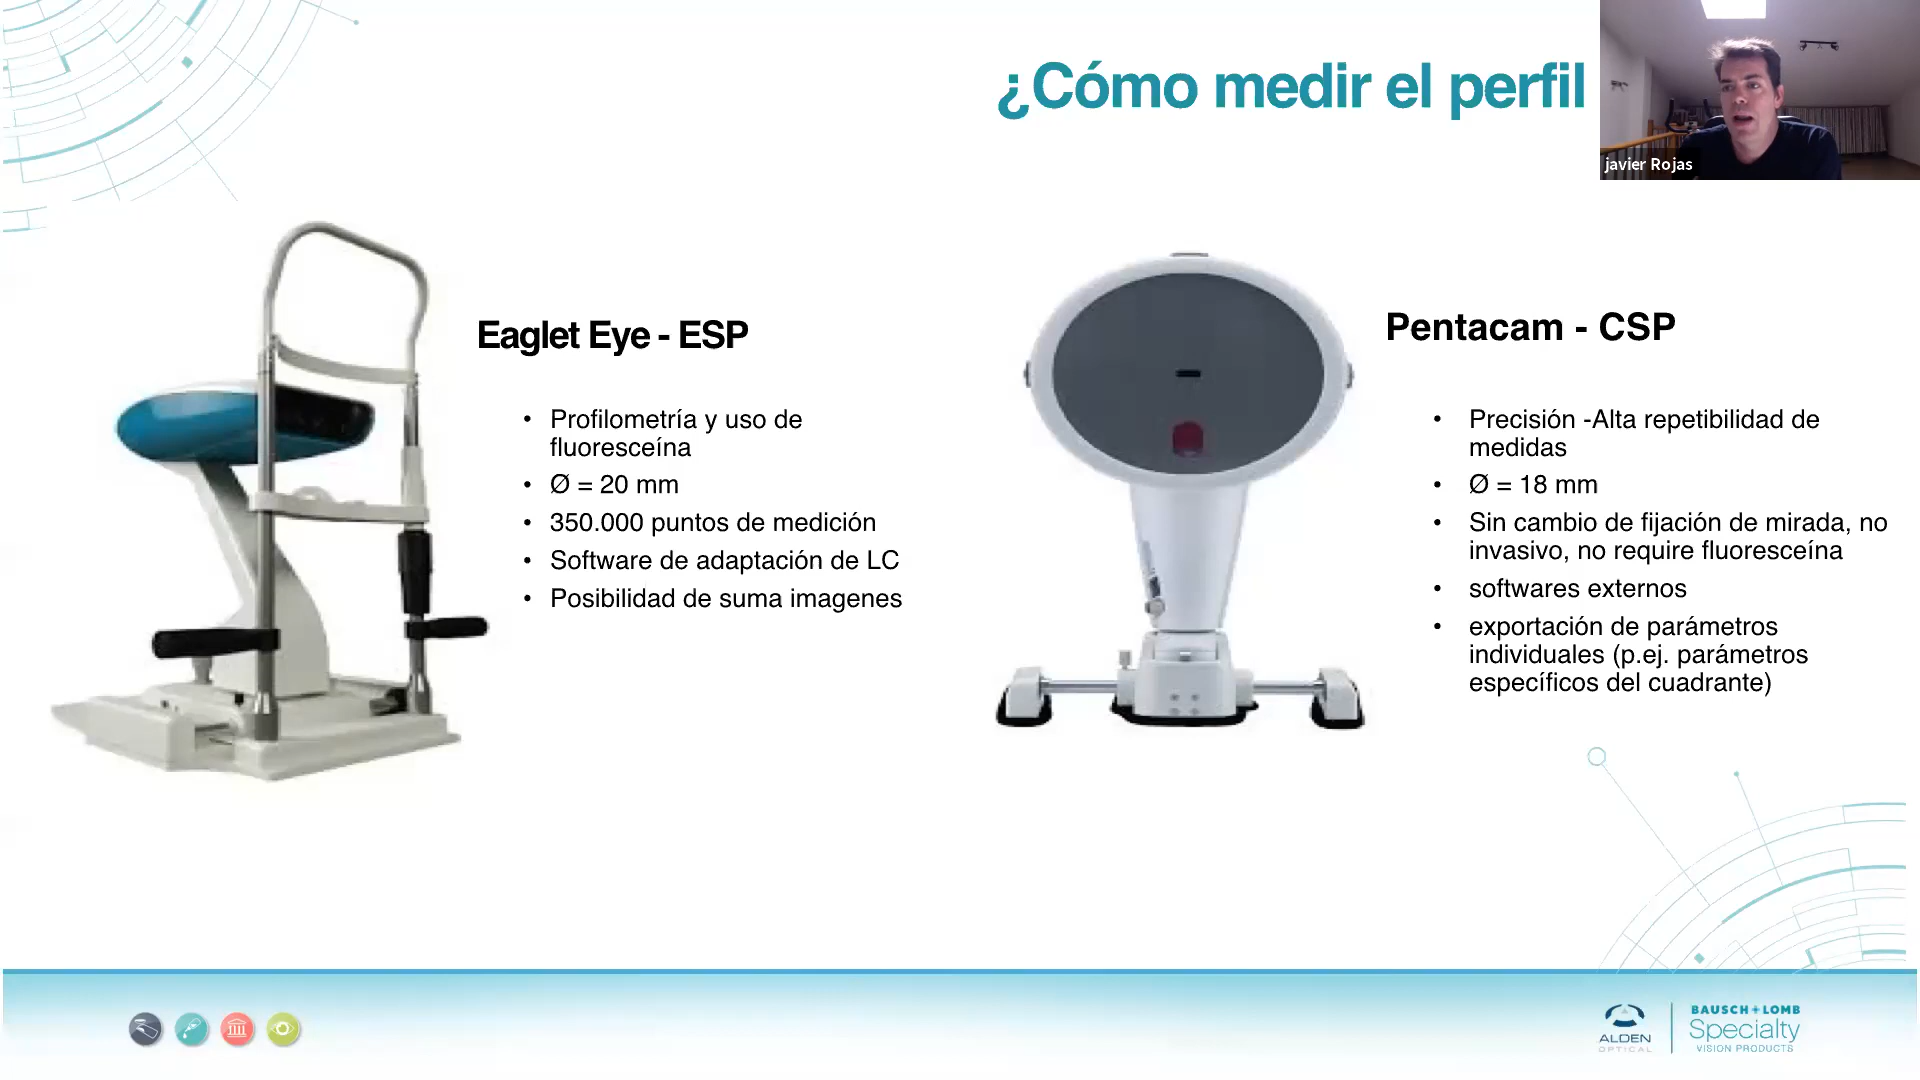 ¿Cómo medir el perfil
javier Rojas
Eaglet Eye - ESP
• Profilometría y uso de
fluoresceína
• Ø = 20 mm
• 350.000 puntos de medición
• Software de adaptación de LC
• Posibilidad de suma imagenes
Pentacam - CSP
• Precisión -Alta repetibilidad de
medidas
• Ø = 18 mm
• Sin cambio de fijación de mirada, no
invasivo, no require fluoresceína
• softwares externos
• exportación de parámetros
individuales (p.ej. parámetros
específicos del cuadrante)
ALDEN
OPTICAL
BAUSCH + LOMB
Specialty
VISION PRODUCTS